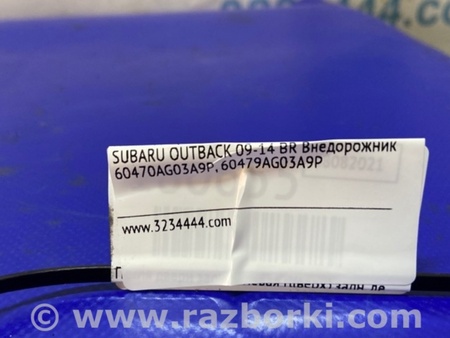 SUBARU OUTBACK 09-14 BR Внедорожник
60470AG03A9P, 60479AG03A9P
www.3234444.com
www.razborki.com